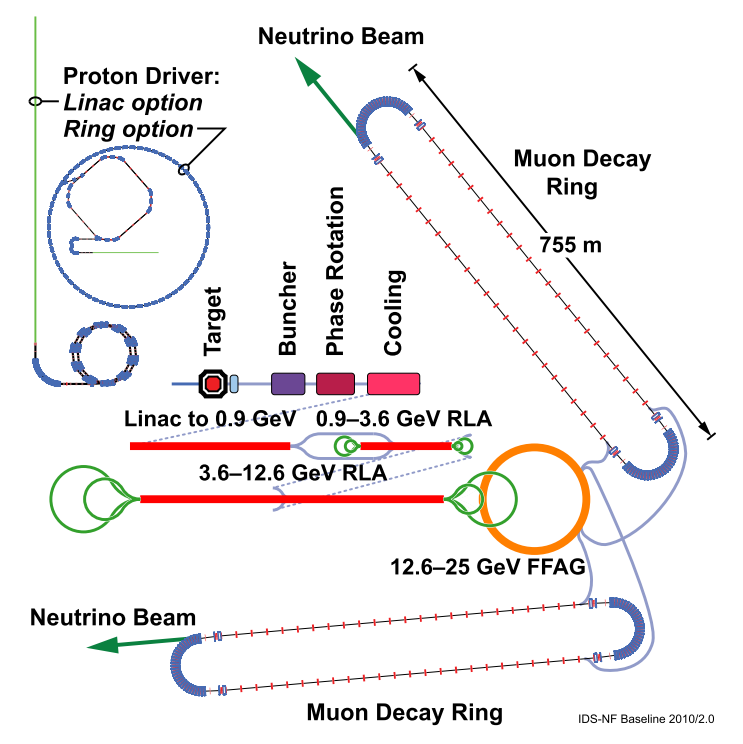 Neutrino Beam
Proton Driver:
Linac option
Ring option
Muon Decay
Ring
755 m
Target
Buncher
Phase Rotation
Cooling
Linac to 0.9 GeV
0.9–3.6 GeV RLA
3.6–12.6 GeV RLA
12.6–25 GeV FFAG
Neutrino Beam
Muon Decay Ring
IDS-NF Baseline 2010/2.0